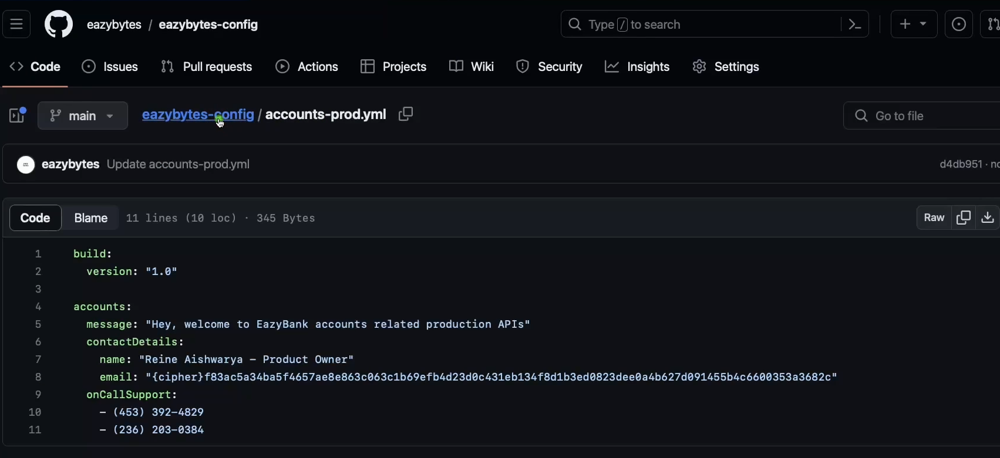 eazybytes / eazybytes-config
Type / to search
Code Issues Pull requests Actions Projects Wiki Security Insights Settings
main eazybytes-config / accounts-prod.yml Go to file
eazybytes Update accounts-prod.yml d4db951 ·
Code Blame 11 lines (10 loc) · 345 Bytes Raw
1 build:
2   version: "1.0"
3
4 accounts:
5   message: "Hey, welcome to EazyBank accounts related production APIs"
6   contactDetails:
7     name: "Reine Aishwarya – Product Owner"
8     email: "{cipher}f83ac5a34ba5f4657ae8e863c063c1b69efb4d23d0c431eb134f8d1b3ed0823dee0a4b627d091455b4c6600353a3682c"
9   onCallSupport:
10     – (453) 392–4829
11     – (236) 203–0384